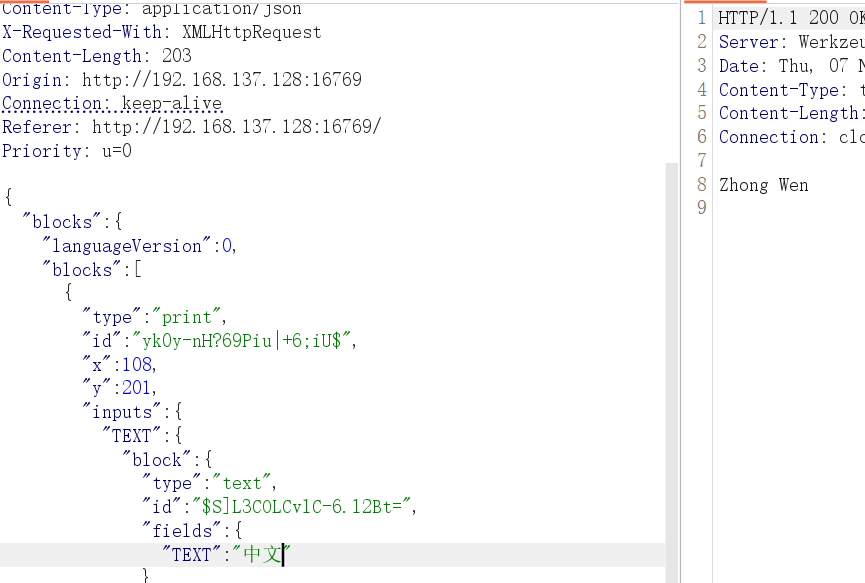 Content-Type: application/json
X-Requested-With: XMLHttpRequest
Content-Length: 203
Origin: http://192.168.137.128:16769
Connection: keep-alive
Referer: http://192.168.137.128:16769/
Priority: u=0
{
"blocks":{
"languageVersion":0,
"blocks":[
{
"type":"print",
"id":"ykOy-nH?69Piu|+6;iU$",
"x":108,
"y":201,
"inputs":{
"TEXT":{
"block":{
"type":"text",
"id":"$S]L3COLCvlC-6.12Bt=",
"fields":{
"TEXT":"中文"
}
1 HTTP/1.1 200 OK
2 Server: Werkzeu
3 Date: Thu, 07 N
4 Content-Type: t
5 Content-Length:
6 Connection: clo
7
8 Zhong Wen
9